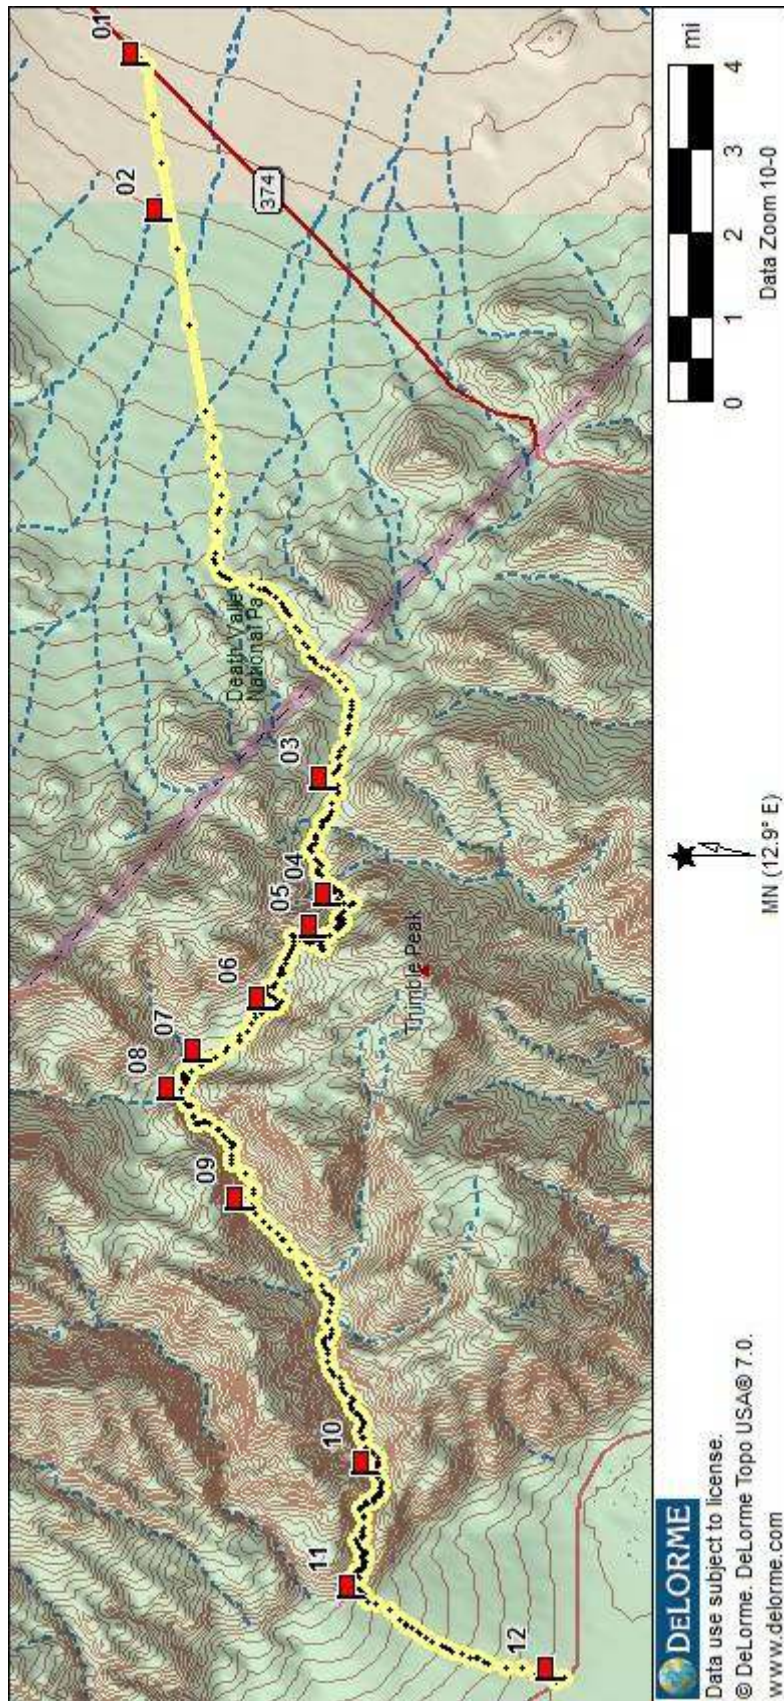 01
02
374
Death Valle
National Pa
03
04
05
Thimble Peak
06
07
08
09
10
11
12
DELORME
Data use subject to license.
© DeLorme. DeLorme Topo USA® 7.0.
www.delorme.com
MN (12.9° E)
mi
0 1 2 3 4
Data Zoom 10-0